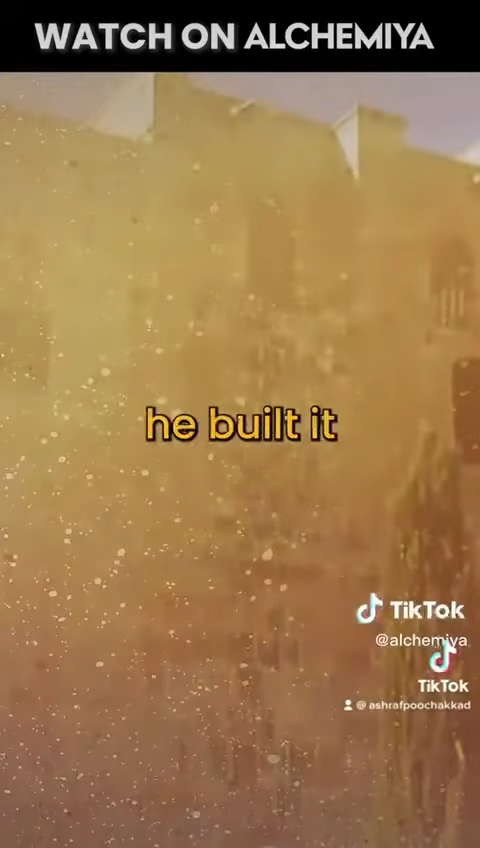 WATCH ON ALCHEMIYA
he built it
TikTok
@alchemiya
TikTok
@ ashrafpoochakkad